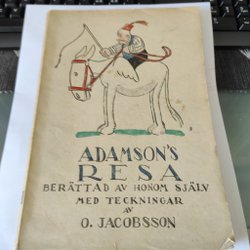 ADAMSON'S
RESA
BERÄTTAD AV HONOM SJÄLV
MED TECKNINGAR
AV
O. JACOBSSON